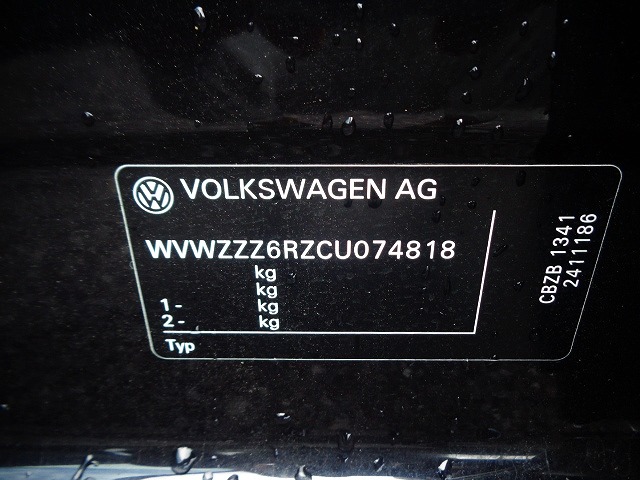 VOLKSWAGEN AG
WVWZZZ6RZCU074818
kg
kg
1 - kg
2 - kg
Typ
CBZB 1341
2411186